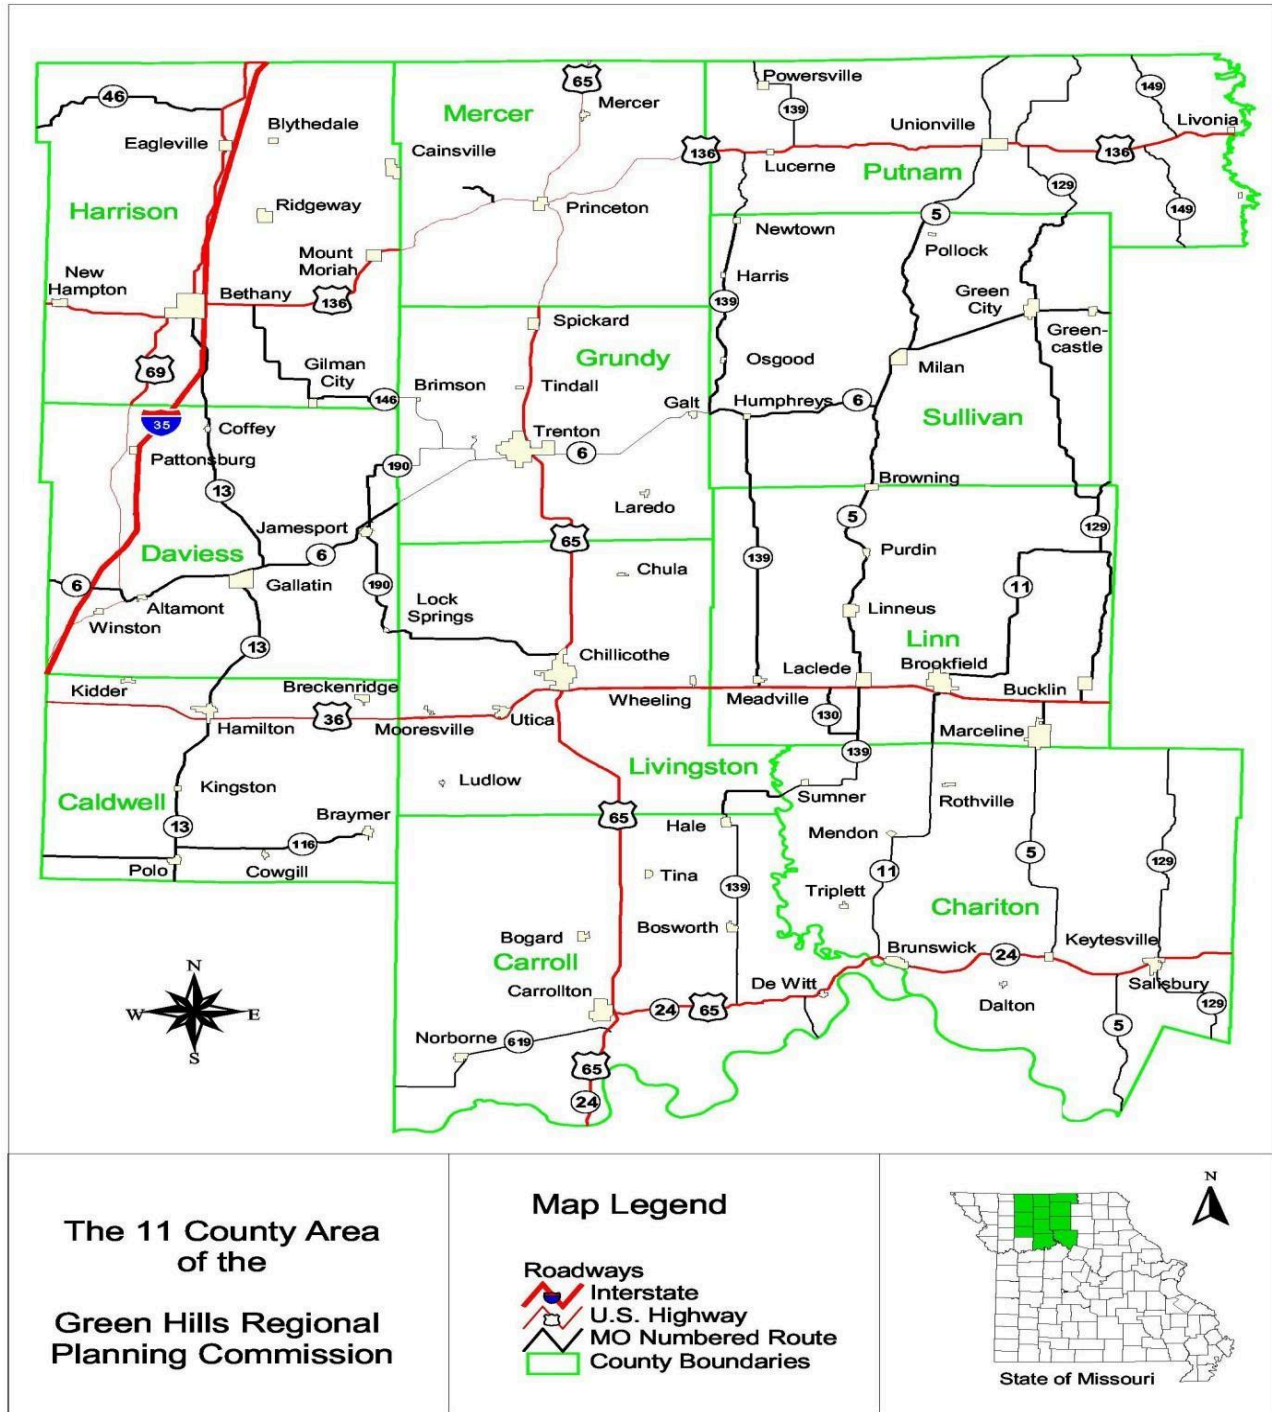 65
Powersville
46
Mercer
Mercer
149
139
Livonia
Blythedale
Unionville
Eagleville
Cainsville
136
136
Lucerne
Putnam
129
Harrison
Ridgeway
Princeton
149
5
Newtown
Pollock
Mount
Moriah
New
Hampton
Harris
Bethany
136
139
Green
City
Spickard
Green-
castle
Grundy
Osgood
Milan
69
Gilman
City
146
Brimson
Tindall
Galt
Humphreys
6
Sullivan
35
Coffey
Trenton
6
Pattonsburg
190
Browning
13
Laredo
5
129
Jamesport
65
Daviess
6
Purdin
139
Chula
6
Gallatin
190
11
Altamont
Lock
Springs
Linneus
Winston
Linn
13
Chillicothe
Laclede
Brookfield
Kidder
Breckenridge
Wheeling
Meadville
Bucklin
36
Utica
130
Hamilton
Mooresville
Marceline
139
Livingston
Ludlow
Kingston
Sumner
Rothville
Caldwell
Braymer
65
Hale
Mendon
13
116
5
129
Polo
Cowgill
Tina
139
11
Triplett
Chariton
Bosworth
Bogard
Brunswick
Keytesville
Carroll
24
N
De Witt
Salisbury
Carrollton
Dalton
24
65
129
W
E
5
Norborne
619
S
65
24
The 11 County Area
of the
Green Hills Regional
Planning Commission
Map Legend
Roadways
Interstate
U.S. Highway
MO Numbered Route
County Boundaries
N
State of Missouri